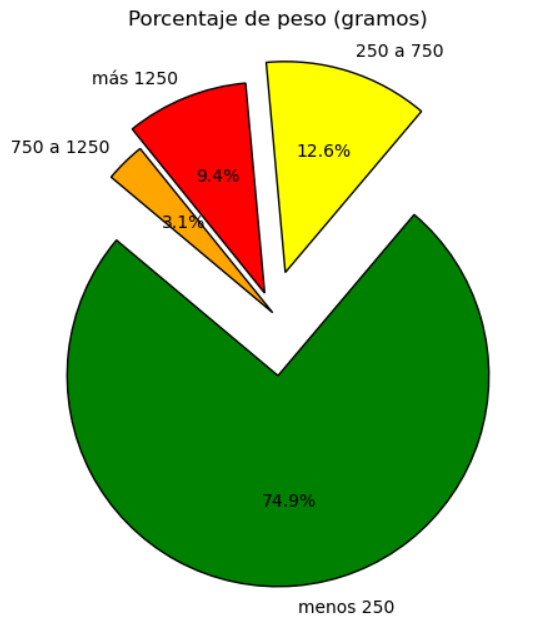 Porcentaje de peso (gramos)
250 a 750
más 1250
750 a 1250
12.6%
9.4%
3.1%
74.9%
menos 250